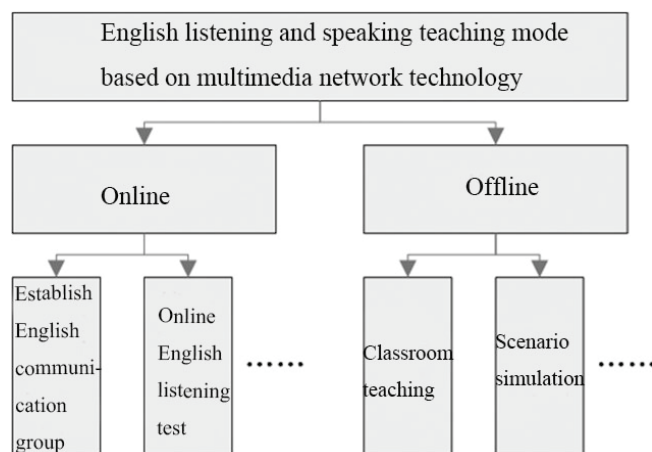 English listening and speaking teaching mode
based on multimedia network technology
Online
Offline
Establish
English
communi-
cation
group
Online
English
listening
test
……
Classroom
teaching
Scenario
simulation
……